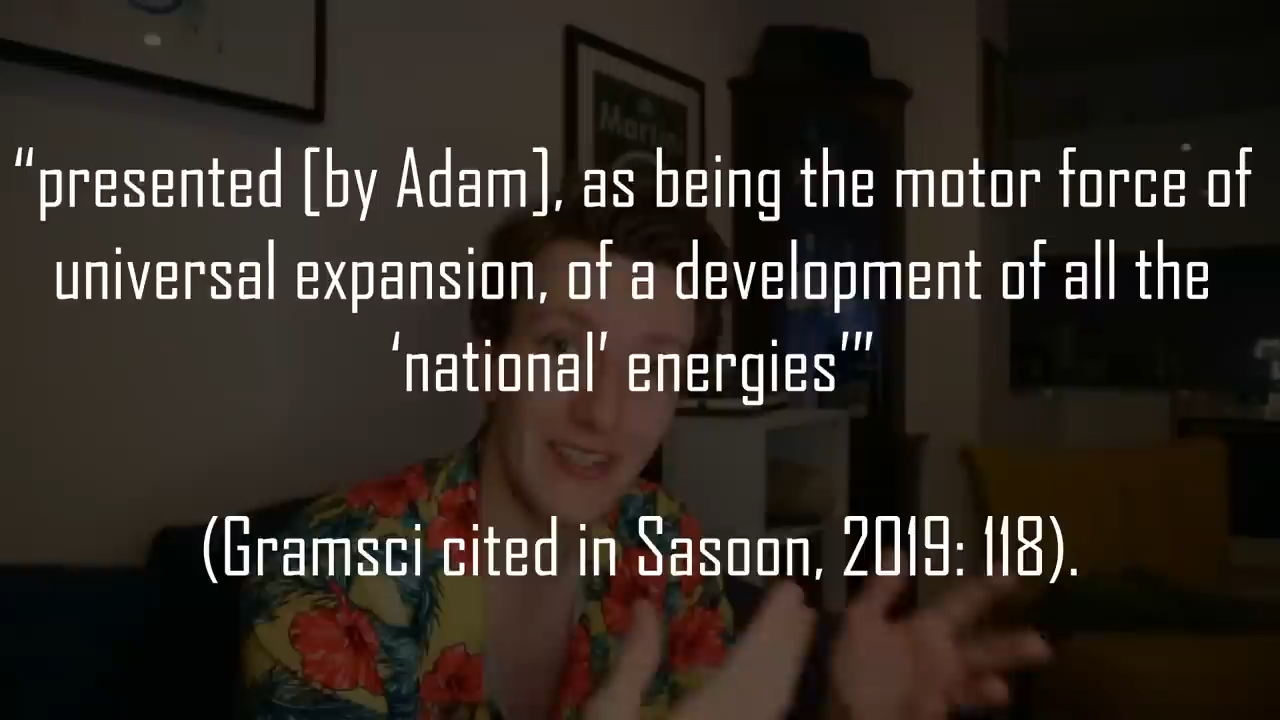 “presented [by Adam], as being the motor force of
universal expansion, of a development of all the
‘national’ energies’”
(Gramsci cited in Sasoon, 2019: 118).